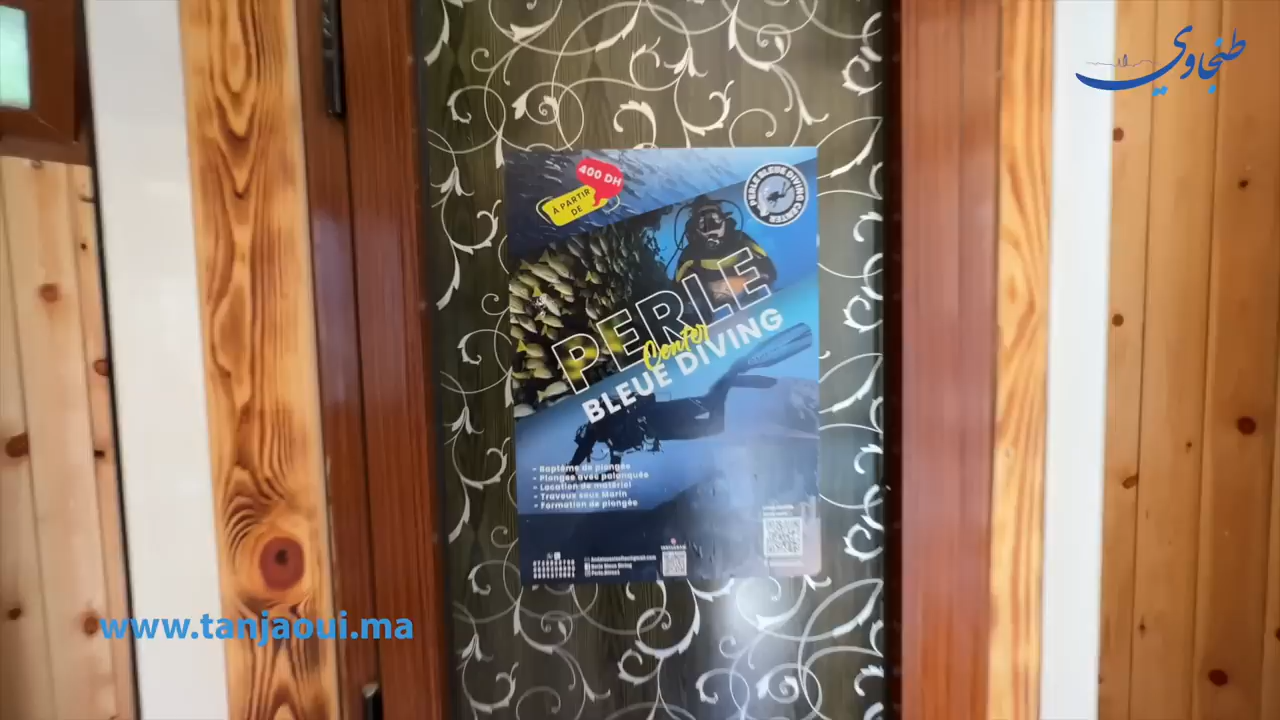 طنجاوي
400 DH
À PARTIR
DE
PERLE BLEUE DIVING CENTER
PERLE
Center
BLEUE DIVING
- Baptême de plongée
- Plongée avec palanquée
- Location de matériel
- Travaux sous Marin
- Formation de plongée
Perle Bleue Diving
www.tanjaoui.ma